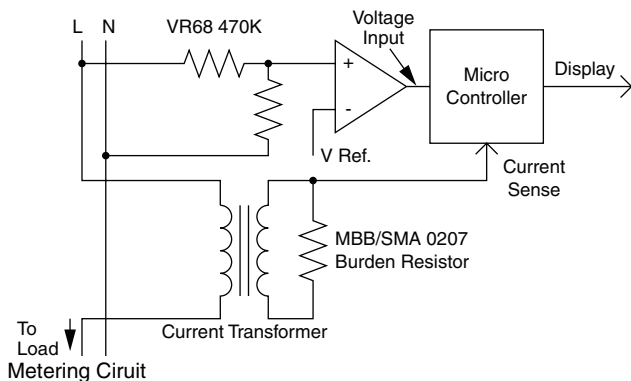 L N
VR68 470K
Voltage
Input
+
-
V Ref.
Micro
Controller
Display
Current
Sense
MBB/SMA 0207
Burden Resistor
Current Transformer
To
Load
Metering Ciruit